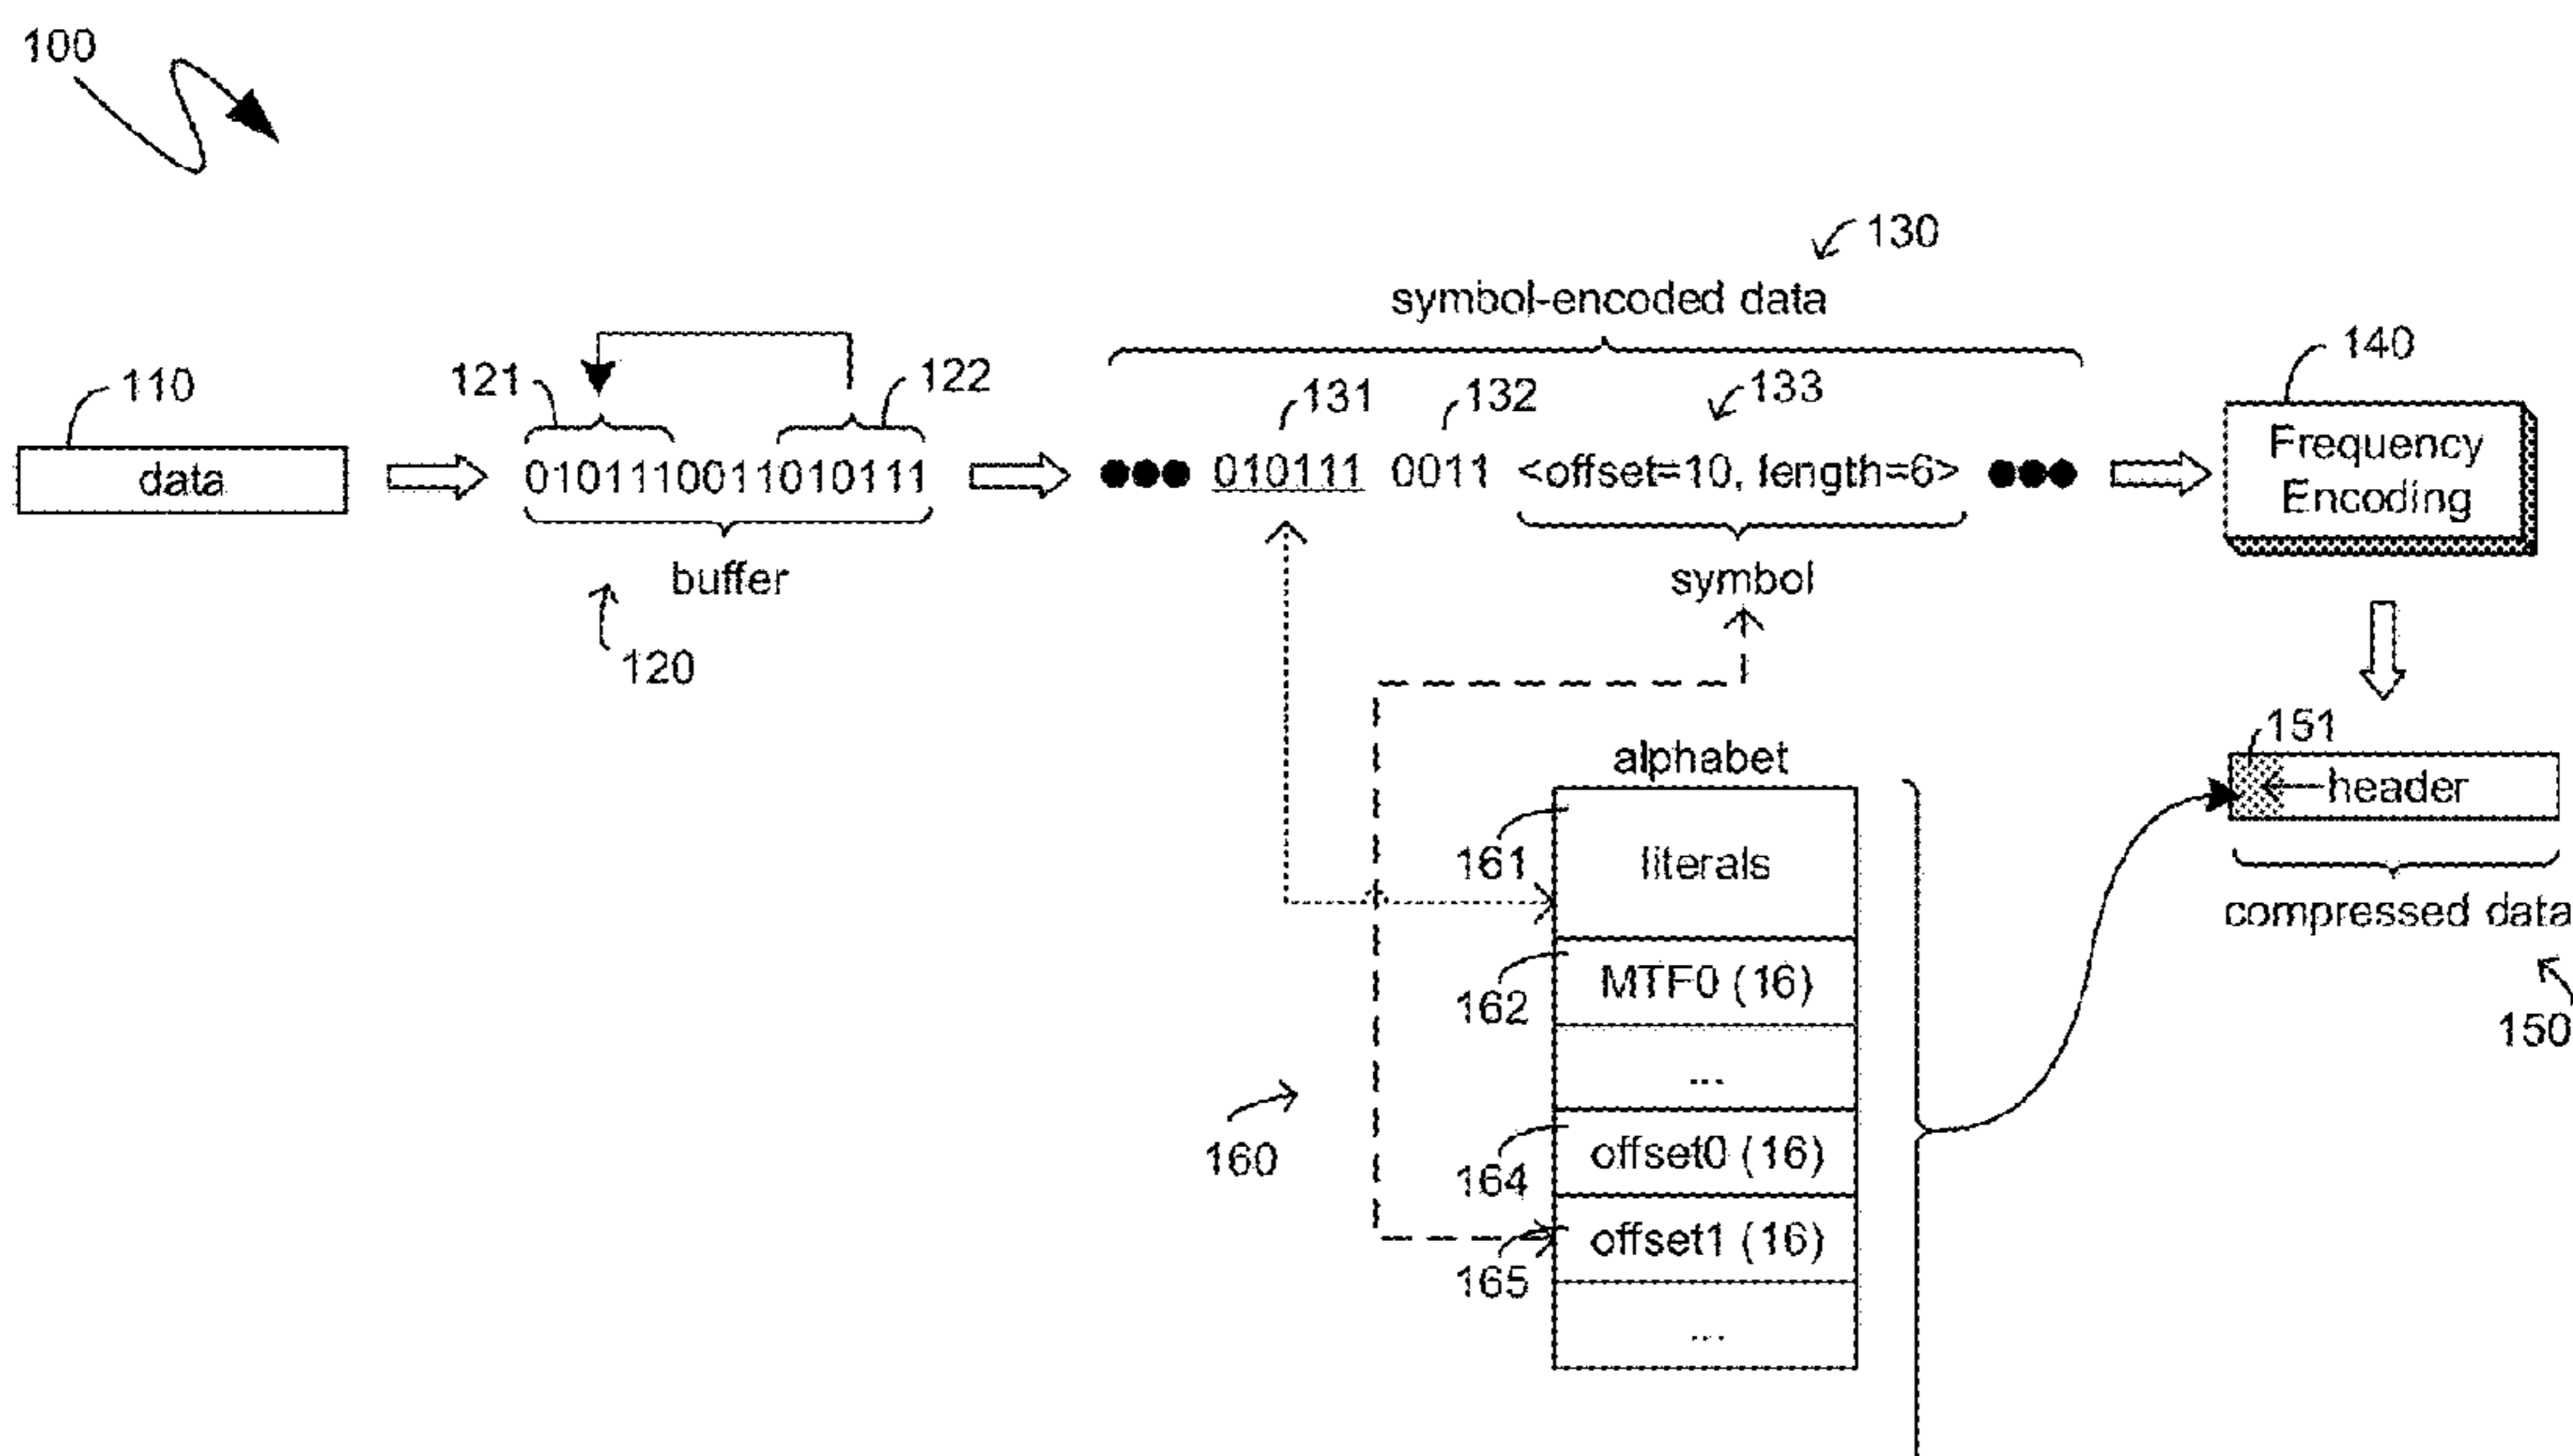 100
130
symbol-encoded data
140
110
121
122
131
132
133
data
0101110011010111
●●● 010111 0011 <offset=10, length=6> ●●●
Frequency
Encoding
buffer
symbol
120
151
alphabet
header
161
literals
compressed data
162
MTF0 (16)
150
...
160
164
offset0 (16)
165
offset1 (16)
...